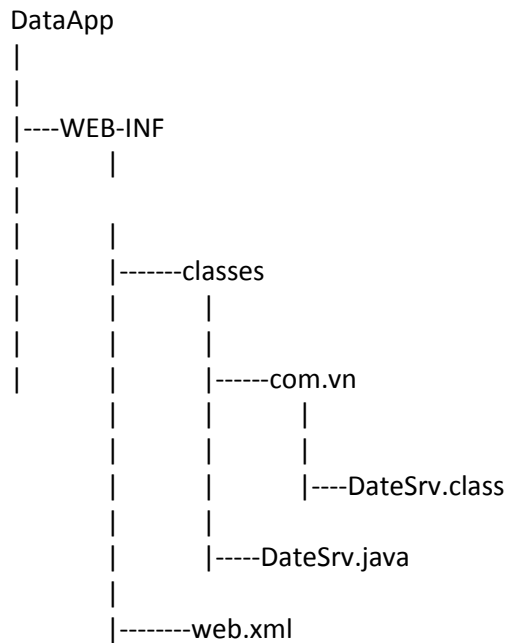 DataApp
|
|
|----WEB-INF
| |
|
| |
| |-------classes
| | |
| | |
| | |------com.vn
| | |
| | |
| | |----DateSrv.class
| |
| |-----DateSrv.java
|
|--------web.xml